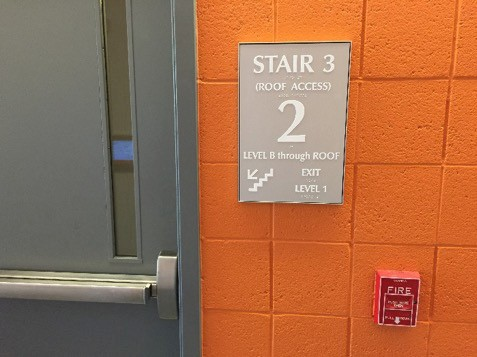 STAIR 3
(ROOF ACCESS)
2
LEVEL B through ROOF
EXIT
LEVEL 1
FIRE